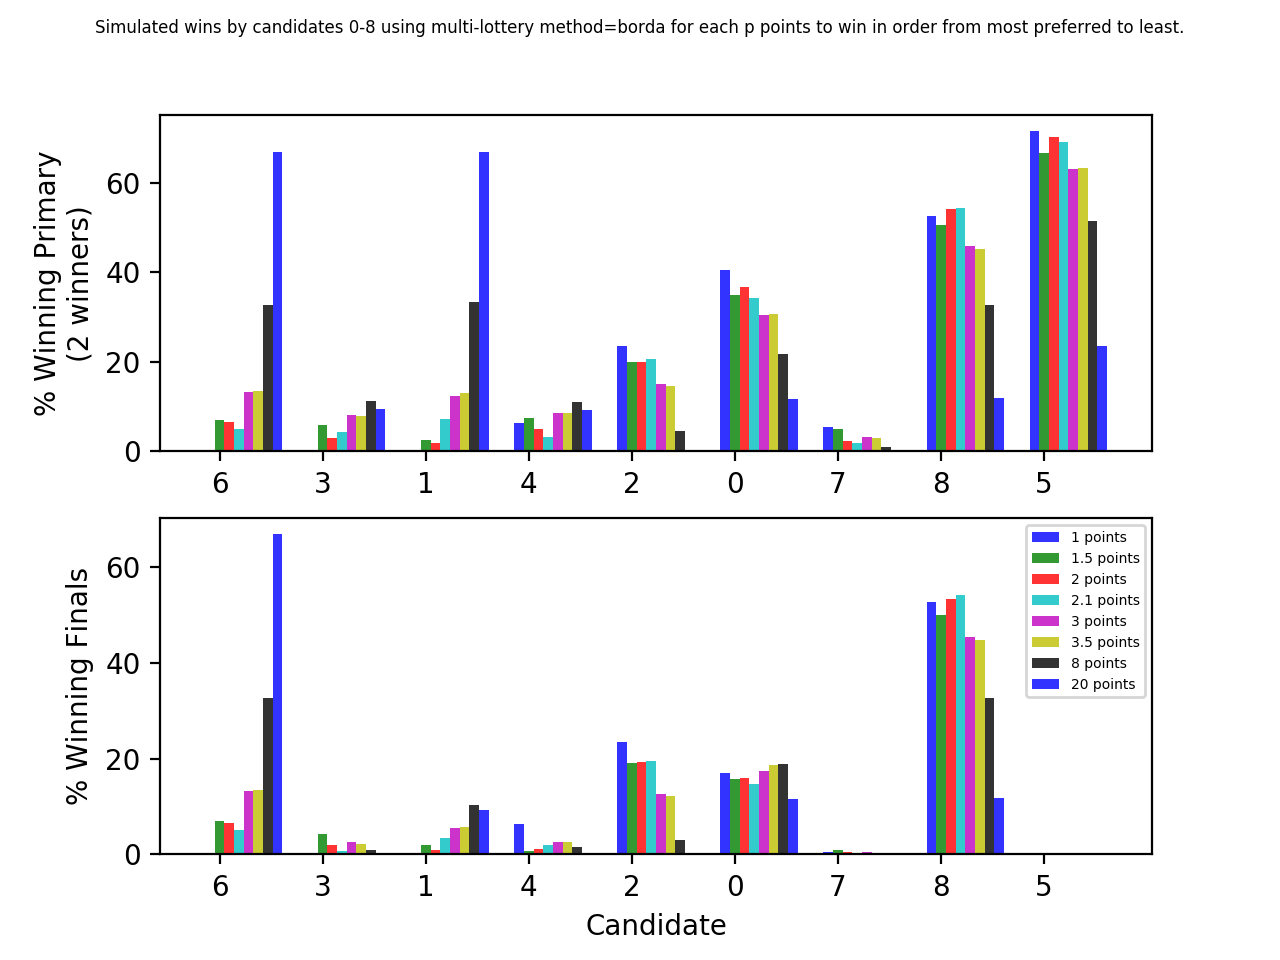 Simulated wins by candidates 0-8 using multi-lottery method=borda for each p points to win in order from most preferred to least.
% Winning Primary
(2 winners)
60
40
20
0
6 3 1 4 2 0 7 8 5
% Winning Finals
60
40
20
0
1 points
1.5 points
2 points
2.1 points
3 points
3.5 points
8 points
20 points
6 3 1 4 2 0 7 8 5
Candidate